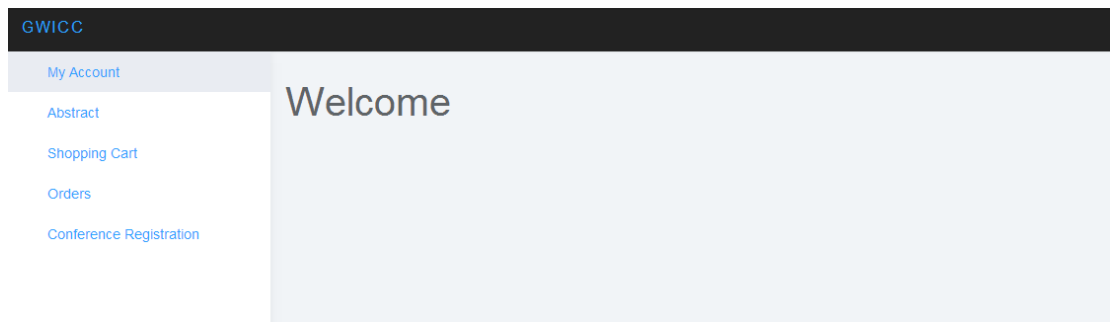 GWICC
My Account
Welcome
Abstract
Shopping Cart
Orders
Conference Registration